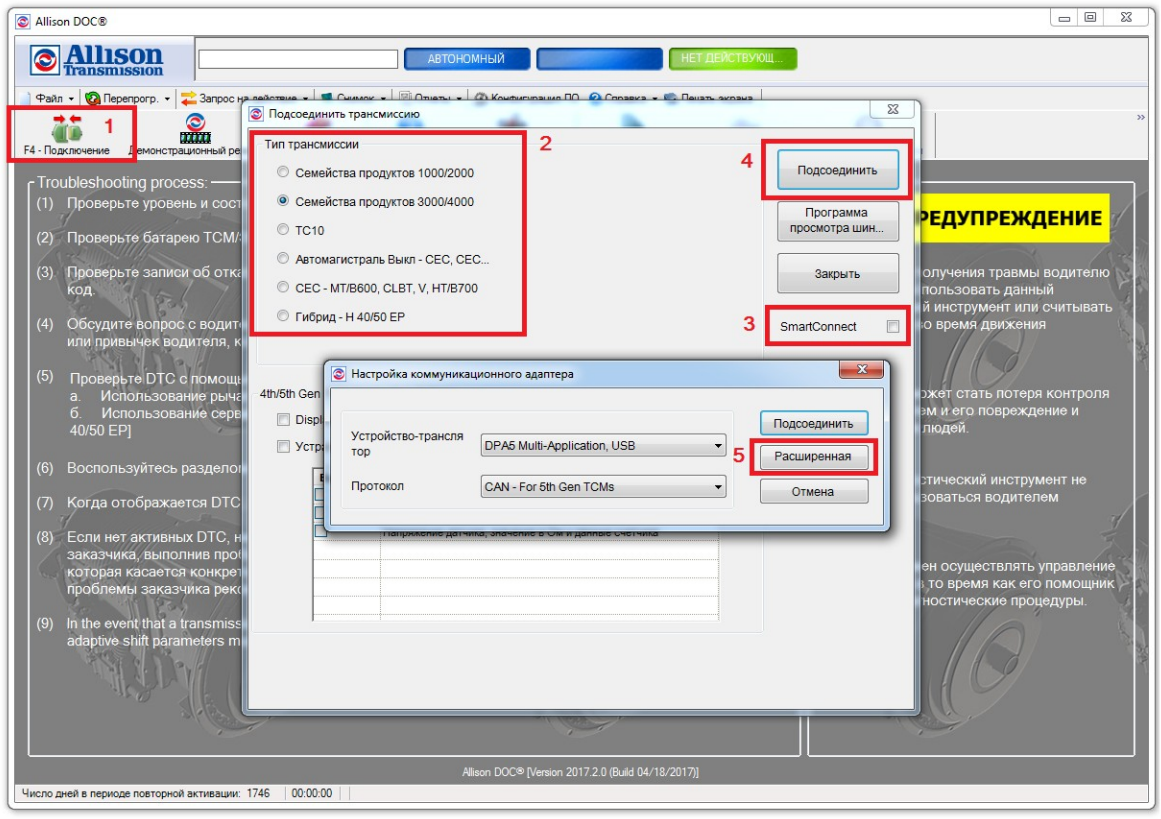 Allison DOC®
Allison
Transmission
АВТОНОМНЫЙ
НЕТ ДЕЙСТВУЮЩ...
Файл
Перепрогр.
Запрос на действие
Снимок
Отчеты
Конфигурация ПО
Справка
Печать экрана
1
F4 - Подключение
Демонстрационный ре
Подсоединить трансмиссию
Тип трансмиссии
2
Семейства продуктов 1000/2000
Семейства продуктов 3000/4000
TC10
Автомагистраль Выкл - CEC, CEC...
CEC - MT/B600, CLBT, V, HT/B700
Гибрид - H 40/50 EP
4
Подсоединить
Программа
просмотра шин...
Закрыть
3
SmartConnect
4th/5th Gen
Displ
Устр
Настройка коммуникационного адаптера
Устройство-трансля
тор
DPA5 Multi-Application, USB
Протокол
CAN - For 5th Gen TCMs
Подсоединить
5
Расширенная
Отмена
Напряжение датчика, значение в Ом и данные счетчика
Troubleshooting process:
(1) Проверьте уровень и сост
(2) Проверьте батарею TCM/
(3) Проверьте записи об отка
код.
(4) Обсудите вопрос с водите
или привычек водителя, к
(5) Проверьте DTC с помощь
а. Использование рыча
б. Использование серв
40/50 EP]
(6) Воспользуйтесь разделом
(7) Когда отображается DTC
(8) Если нет активных DTC, н
заказчика, выполнив проб
которая касается конкрет
проблемы заказчика реко
(9) In the event that a transmiss
adaptive shift parameters m
РЕДУПРЕЖДЕНИЕ
олучения травмы водителю
пользовать данный
й инструмент или считывать
во время движения
ожет стать потеря контроля
ем и его повреждение и
людей.
стический инструмент не
зоваться водителем
ен осуществлять управление
в то время как его помощник
ностические процедуры.
Allison DOC® [Version 2017.2.0 (Build 04/18/2017)]
Число дней в периоде повторной активации: 1746
00:00:00